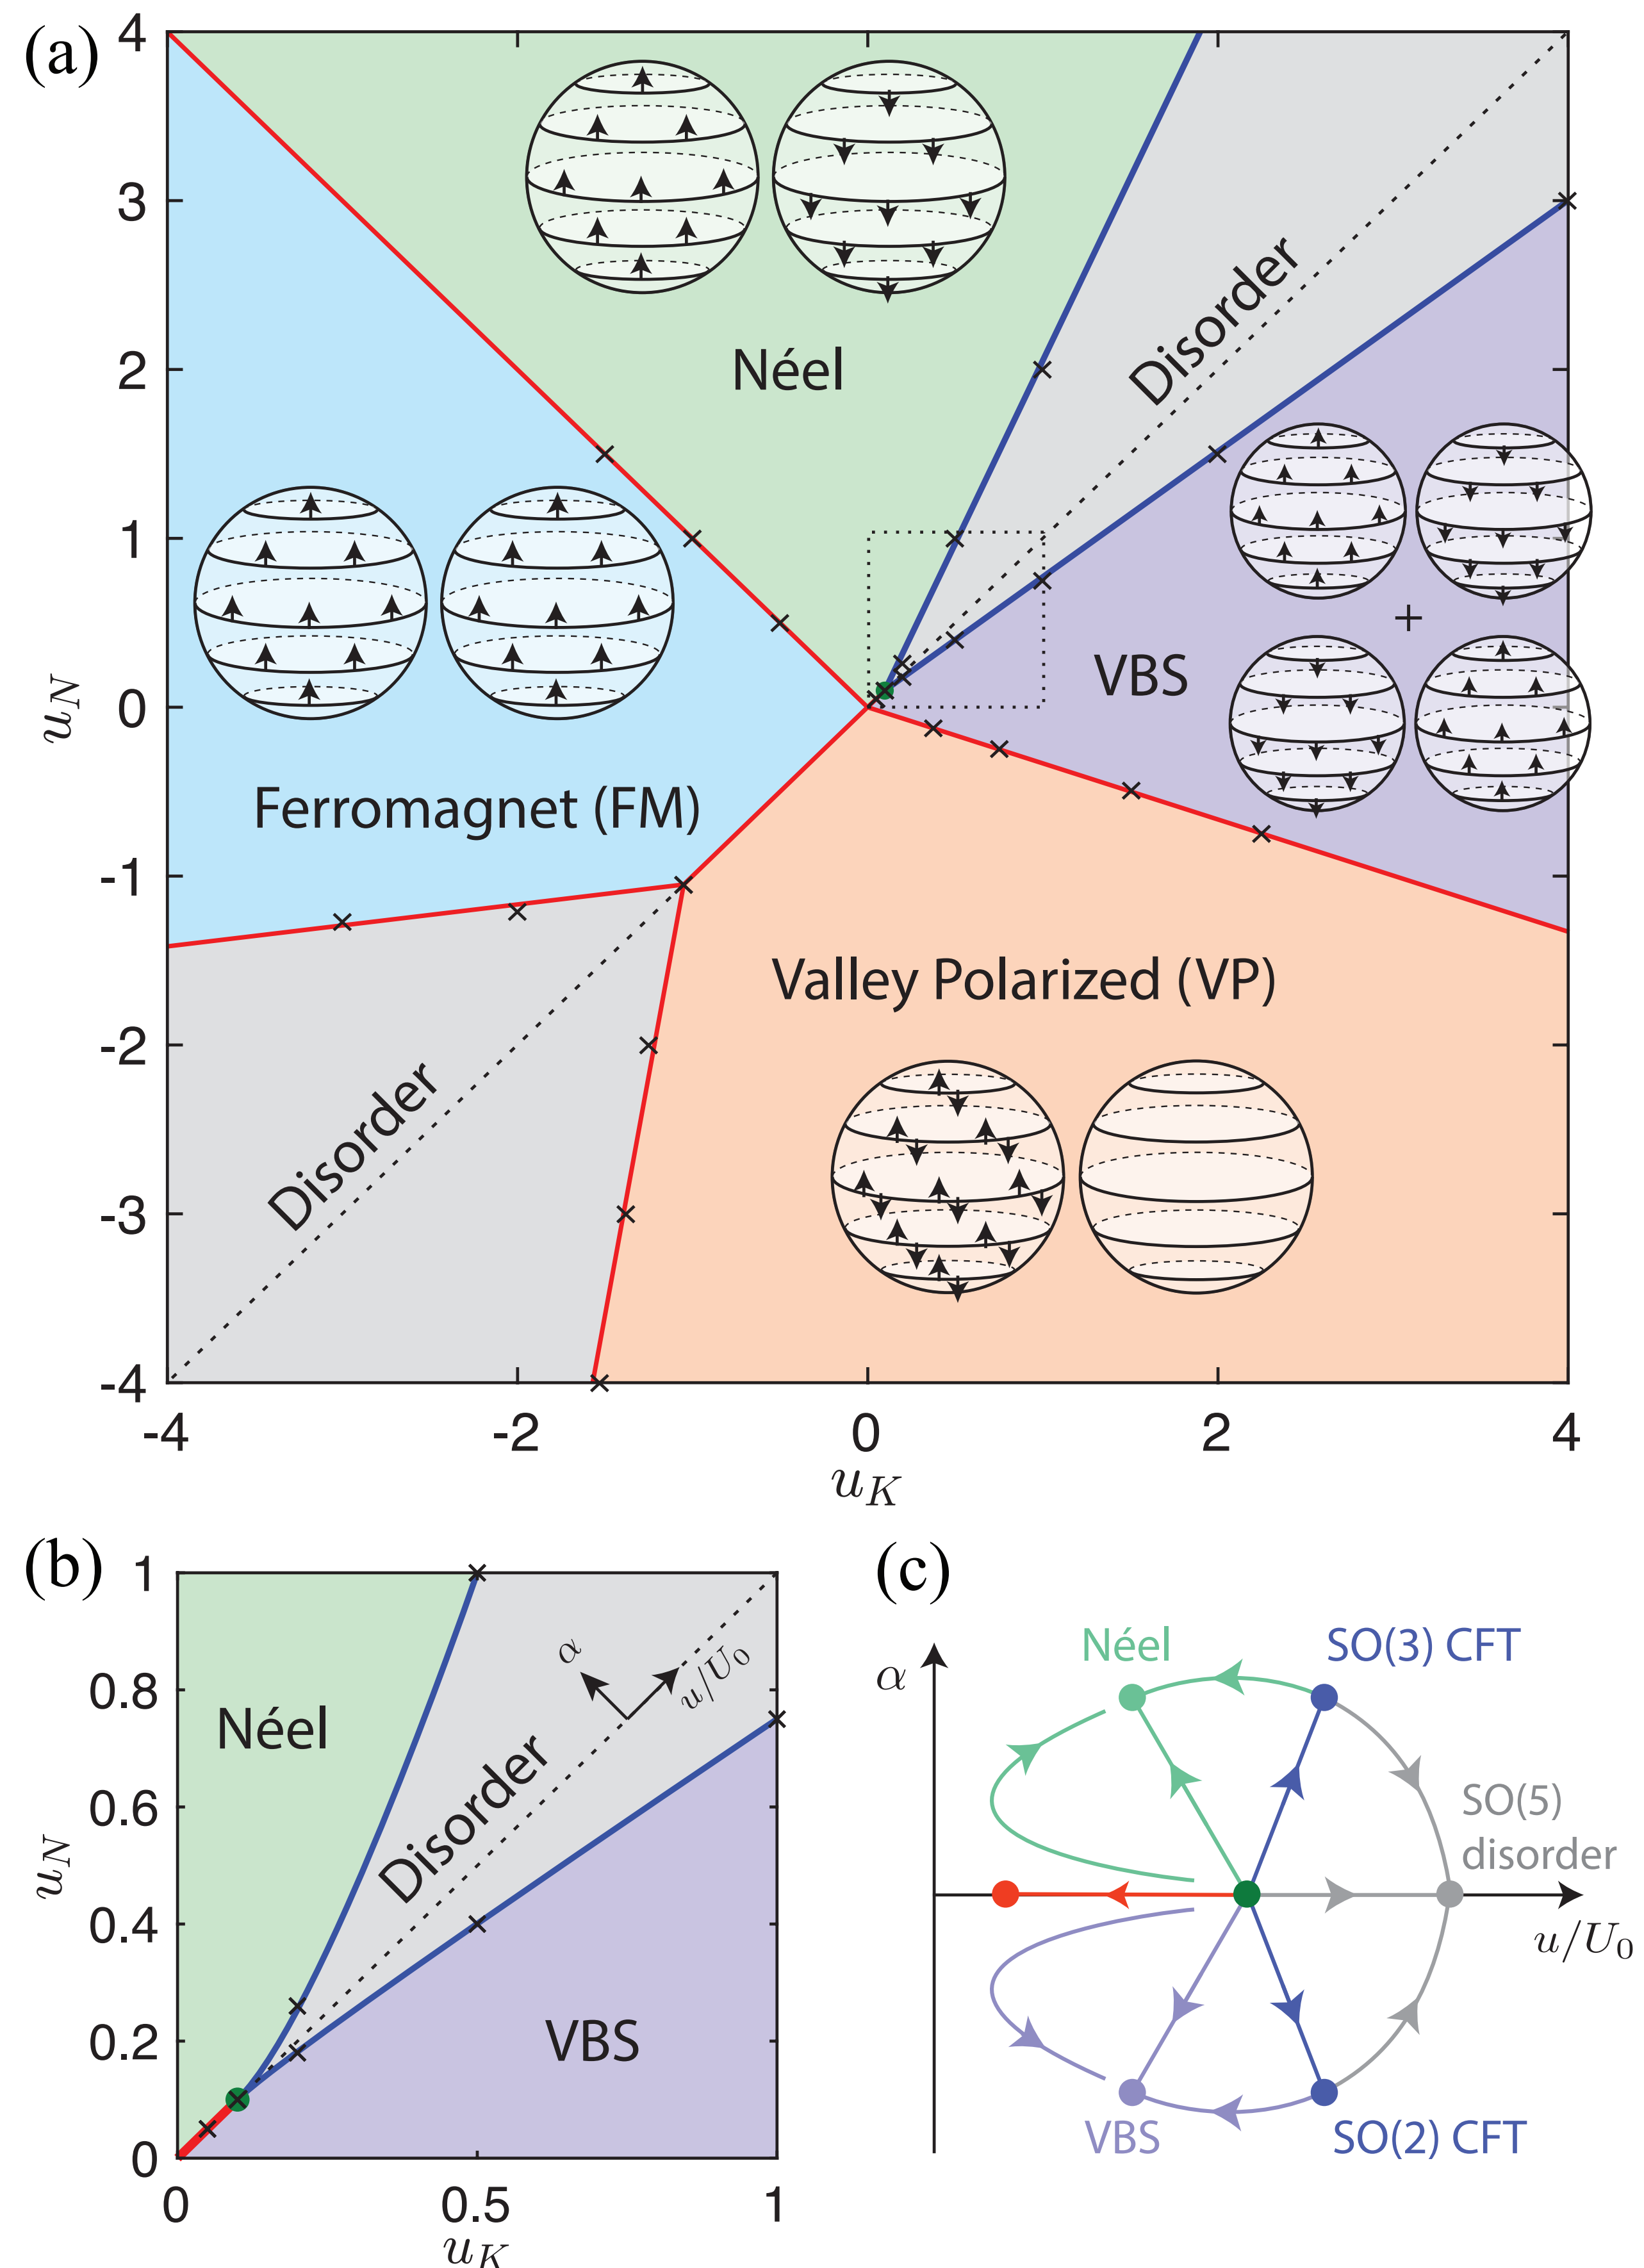 (a)
4
3
2
1
0
-1
-2
-3
-4
u_N
Néel
Disorder
VBS
+
Ferromagnet (FM)
Valley Polarized (VP)
Disorder
-4
-2
0
2
4
u_K
(b)
1
0.8
0.6
0.4
0.2
0
u_N
Néel
Disorder
α
u/U_0
VBS
0
0.5
1
u_K
(c)
α
Néel
SO(3) CFT
SO(5)
disorder
u/U_0
VBS
SO(2) CFT